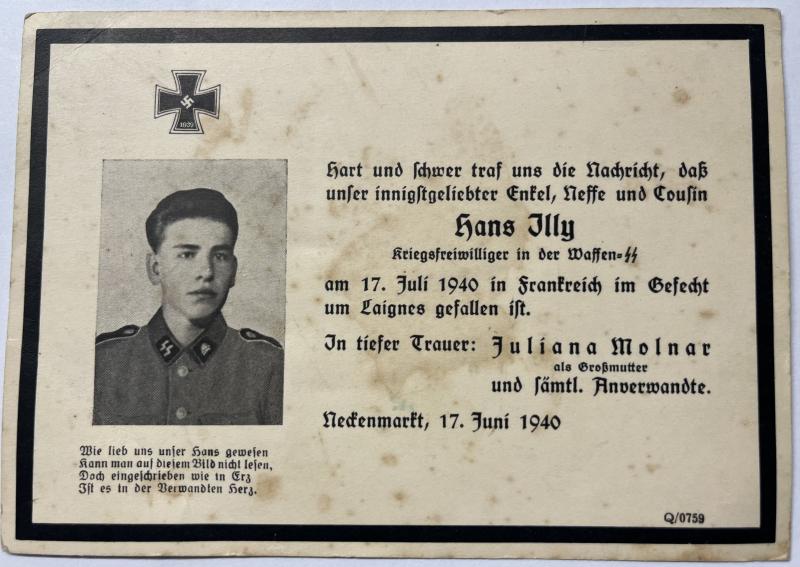 1939
Hart und schwer traf uns die Nachricht, daß
unser innigstgeliebter Enkel, Neffe und Cousin
Hans Illy
Kriegsfreiwilliger in der Waffen-SS
am 17. Juli 1940 in Frankreich im Gefecht
um Laignes gefallen ist.
In tiefer Trauer: Juliana Molnar
als Großmutter
und sämtl. Anverwandte.
Neckenmarkt, 17. Juni 1940
Wie lieb uns unser Hans gewesen
Kann man auf diesem Bild nicht lesen,
Doch eingeschrieben wie in Erz
Ist es in der Verwandten Herz.
Q/0759